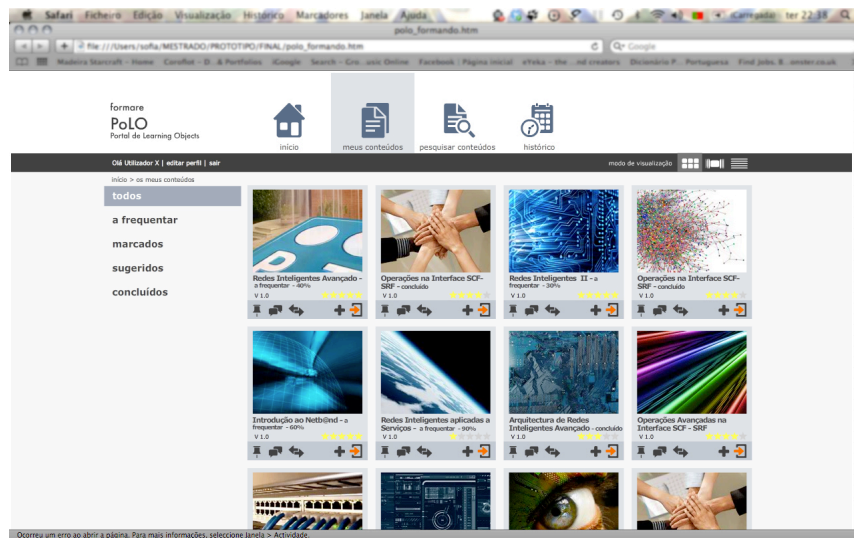 Safari Ficheiro Edição Visualização Histórico Marcadores Janela Ajuda ter 22:38
polo_formando.htm
file:///Users/sofia/MESTRADO/PROTOTIPO/FINAL/polo_formando.htm Google
formare
PoLO
Portal de Learning Objects
início meus conteúdos pesquisar conteúdos histórico
Olá Utilizador X | editar perfil | sair modo de visualização
início > os meus conteúdos
todos
a frequentar
marcados
sugeridos
concluídos
Redes Inteligentes Avançado - a frequentar - 40%
V 1.0
Operações na Interface SCF-
SRF - concluído
V 1.0
Redes Inteligentes II - a
frequentar - 30%
V 1.0
Operações na Interface SCF-
SRF - concluído
V 1.0
Introdução ao Netb@nd - a
frequentar - 60%
V 1.0
Redes Inteligentes aplicadas a
Serviços - a frequentar - 90%
V 1.0
Arquitectura de Redes
Inteligentes Avançado - concluído
V 1.0
Operações Avançadas na
Interface SCF - SRF
V 1.0
Ocorreu um erro ao abrir a página. Para mais informações, seleccione Janela > Actividade.